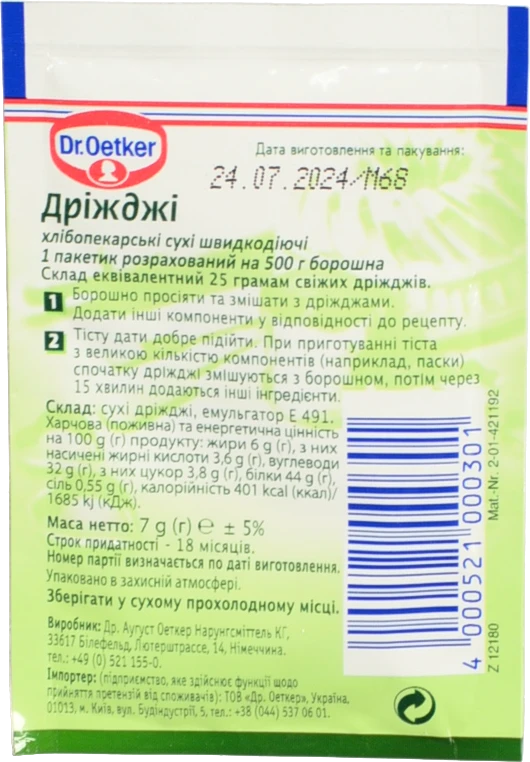 Dr.Oetker
Дата виготовлення та пакування:
24.07.2024/M68
Дріжджі
хлібопекарські сухі швидкодіючі
1 пакетик розрахований на 500 г борошна
Склад еквівалентний 25 грамам свіжих дріжджів.
1 Борошно просіяти та змішати з дріжджами.
Додати інші компоненти у відповідності до рецепту.
2 Тісту дати добре підійти. При приготуванні тіста
з великою кількістю компонентів (наприклад, паски)
спочатку дріжджі змішуються з борошном, потім через
15 хвилин додаються інші інгредієнти.
Склад: сухі дріжджі, емульгатор Е 491.
Харчова (поживна) та енергетична цінність
на 100 g (г) продукту: жири 6 g (г), з них
насичені жирні кислоти 3,6 g (г), вуглеводи
32 g (г), з них цукор 3,8 g (г), білки 44 g (г),
сіль 0,55 g (г), калорійність 401 kcal (ккал)/
1685 kj (кДж).
Маса нетто: 7 g (г) ℮ ± 5%
Строк придатності - 18 місяців.
Номер партії визначається по даті виготовлення.
Упаковано в захисній атмосфері.
Зберігати у сухому прохолодному місці.
Виробник: Др. Аугуст Оеткер Нарунгсміттель КГ,
33617 Білефельд, Лютерштрассе, 14, Німеччина.
тел.: +49 (0) 521 155-0.
Імпортер: (підприємство, яке здійснює функції щодо
прийняття претензій від споживачів): ТОВ «Др. Оеткер», Україна,
01013, м. Київ, вул. Будіндустрії, 5, тел.: +38 (044) 537 06 01.
4 000521 000301
Z 12180
Mat.-Nr. 2-01-421192